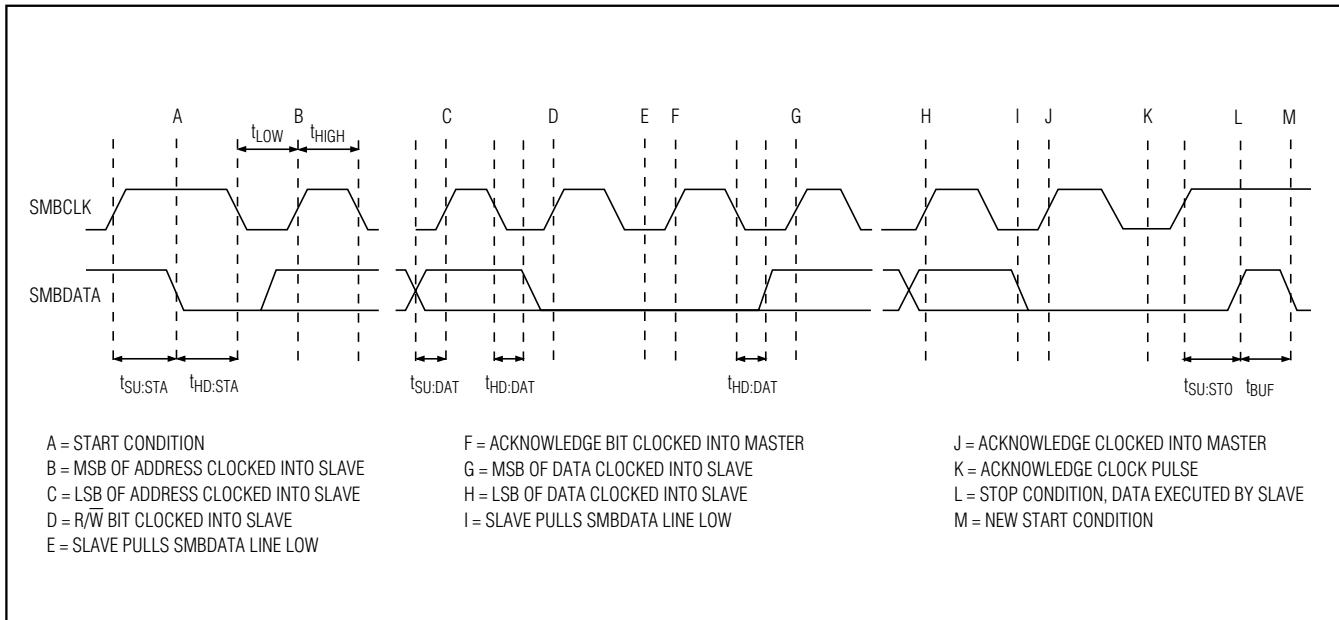 A B C D E F G H I J K L M
tLOW tHIGH
SMBCLK
SMBDATA
tSU:STA tHD:STA tSU:DAT tHD:DAT tHD:DAT tSU:STO tBUF
A = START CONDITION
B = MSB OF ADDRESS CLOCKED INTO SLAVE
C = LSB OF ADDRESS CLOCKED INTO SLAVE
D = R/W̅ BIT CLOCKED INTO SLAVE
E = SLAVE PULLS SMBDATA LINE LOW
F = ACKNOWLEDGE BIT CLOCKED INTO MASTER
G = MSB OF DATA CLOCKED INTO SLAVE
H = LSB OF DATA CLOCKED INTO SLAVE
I = SLAVE PULLS SMBDATA LINE LOW
J = ACKNOWLEDGE CLOCKED INTO MASTER
K = ACKNOWLEDGE CLOCK PULSE
L = STOP CONDITION, DATA EXECUTED BY SLAVE
M = NEW START CONDITION